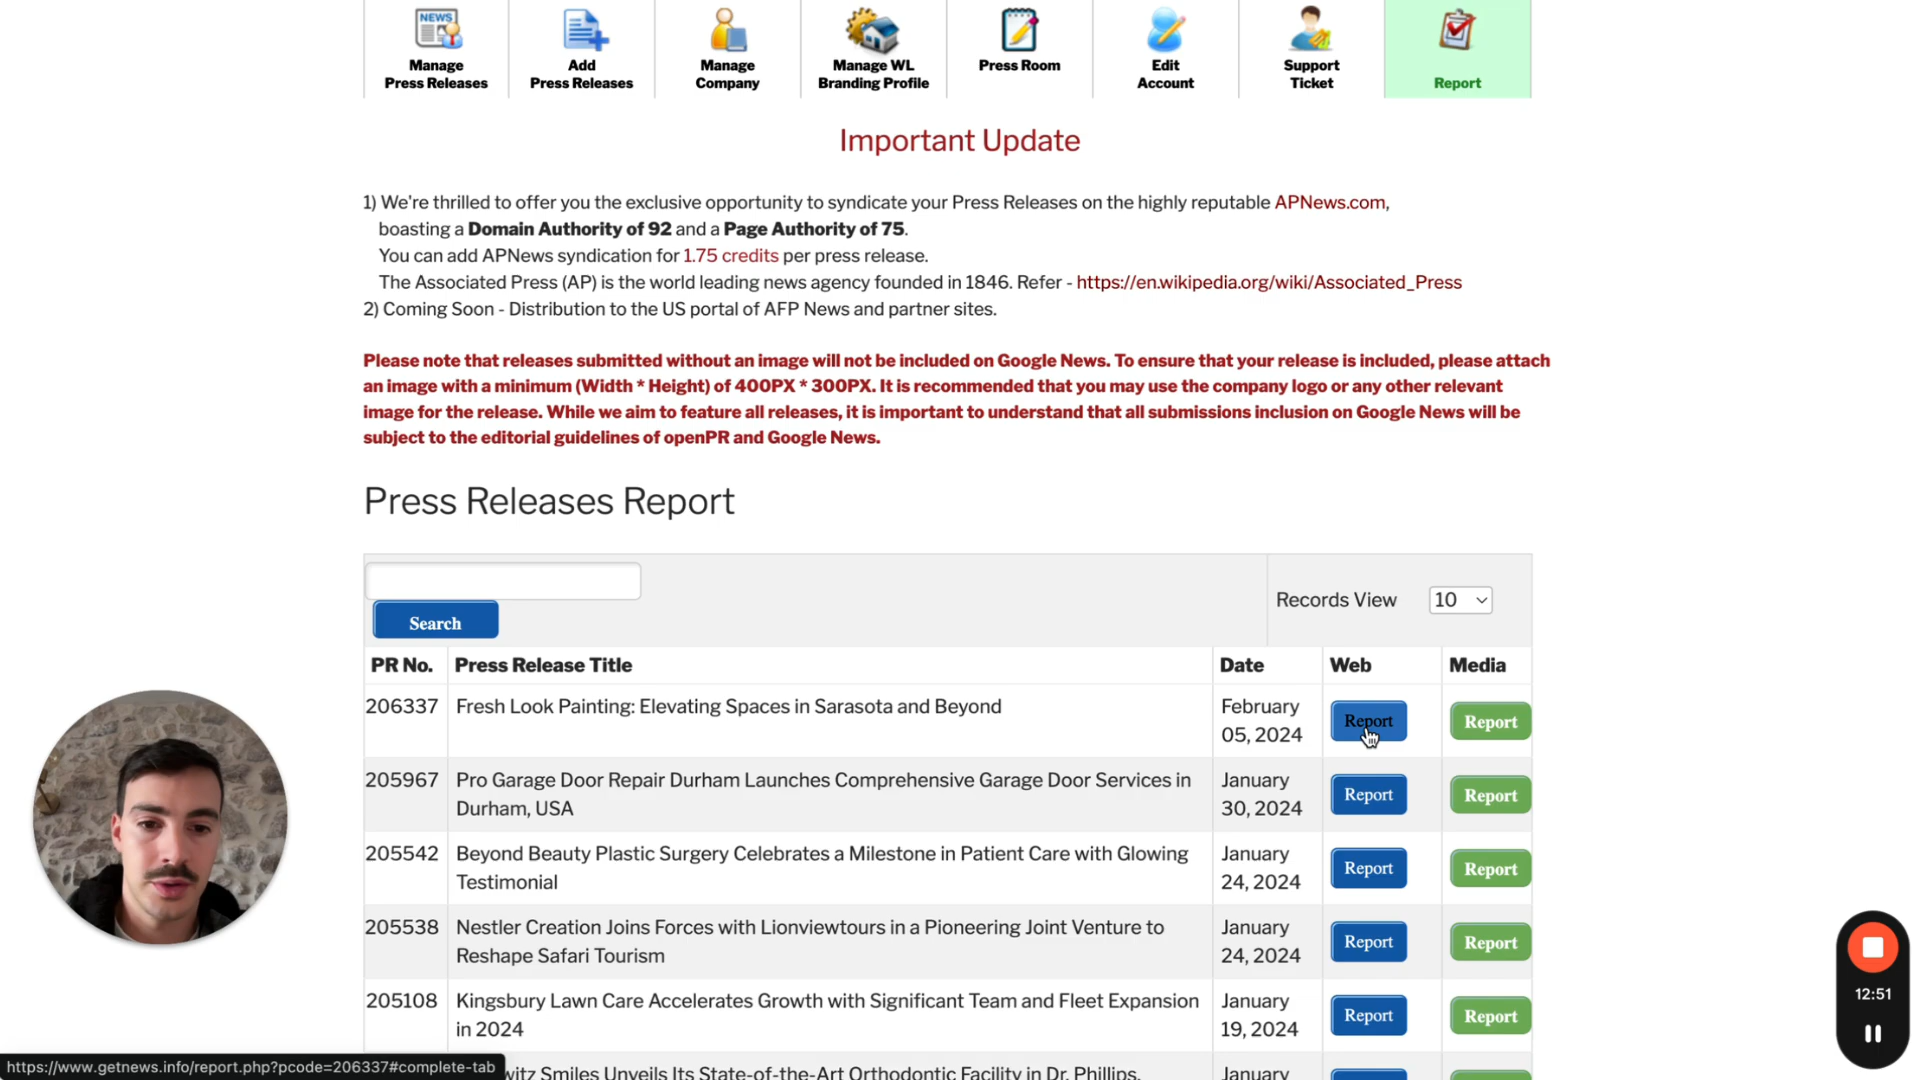 NEWS
Manage
Press Releases
Add
Press Releases
Manage
Company
Manage WL
Branding Profile
Press Room
Edit
Account
Support
Ticket
Report
Important Update
1) We're thrilled to offer you the exclusive opportunity to syndicate your Press Releases on the highly reputable APNews.com,
boasting a Domain Authority of 92 and a Page Authority of 75.
You can add APNews syndication for 1.75 credits per press release.
The Associated Press (AP) is the world leading news agency founded in 1846. Refer - https://en.wikipedia.org/wiki/Associated_Press
2) Coming Soon - Distribution to the US portal of AFP News and partner sites.
Please note that releases submitted without an image will not be included on Google News. To ensure that your release is included, please attach
an image with a minimum (Width * Height) of 400PX * 300PX. It is recommended that you may use the company logo or any other relevant
image for the release. While we aim to feature all releases, it is important to understand that all submissions inclusion on Google News will be
subject to the editorial guidelines of openPR and Google News.
Press Releases Report
Search
Records View 10
PR No. Press Release Title Date Web Media
206337 Fresh Look Painting: Elevating Spaces in Sarasota and Beyond February
05, 2024 Report Report
205967 Pro Garage Door Repair Durham Launches Comprehensive Garage Door Services in January
Durham, USA 30, 2024 Report Report
205542 Beyond Beauty Plastic Surgery Celebrates a Milestone in Patient Care with Glowing January
Testimonial 24, 2024 Report Report
205538 Nestler Creation Joins Forces with Lionviewtours in a Pioneering Joint Venture to January
Reshape Safari Tourism 24, 2024 Report Report
205108 Kingsbury Lawn Care Accelerates Growth with Significant Team and Fleet Expansion January
in 2024 19, 2024 Report Report
Smiles Unveils Its State-of-the-Art Orthodontic Facility in Dr. Phillips, January
https://www.getnews.info/report.php?pcode=206337#complete-tab
12:51